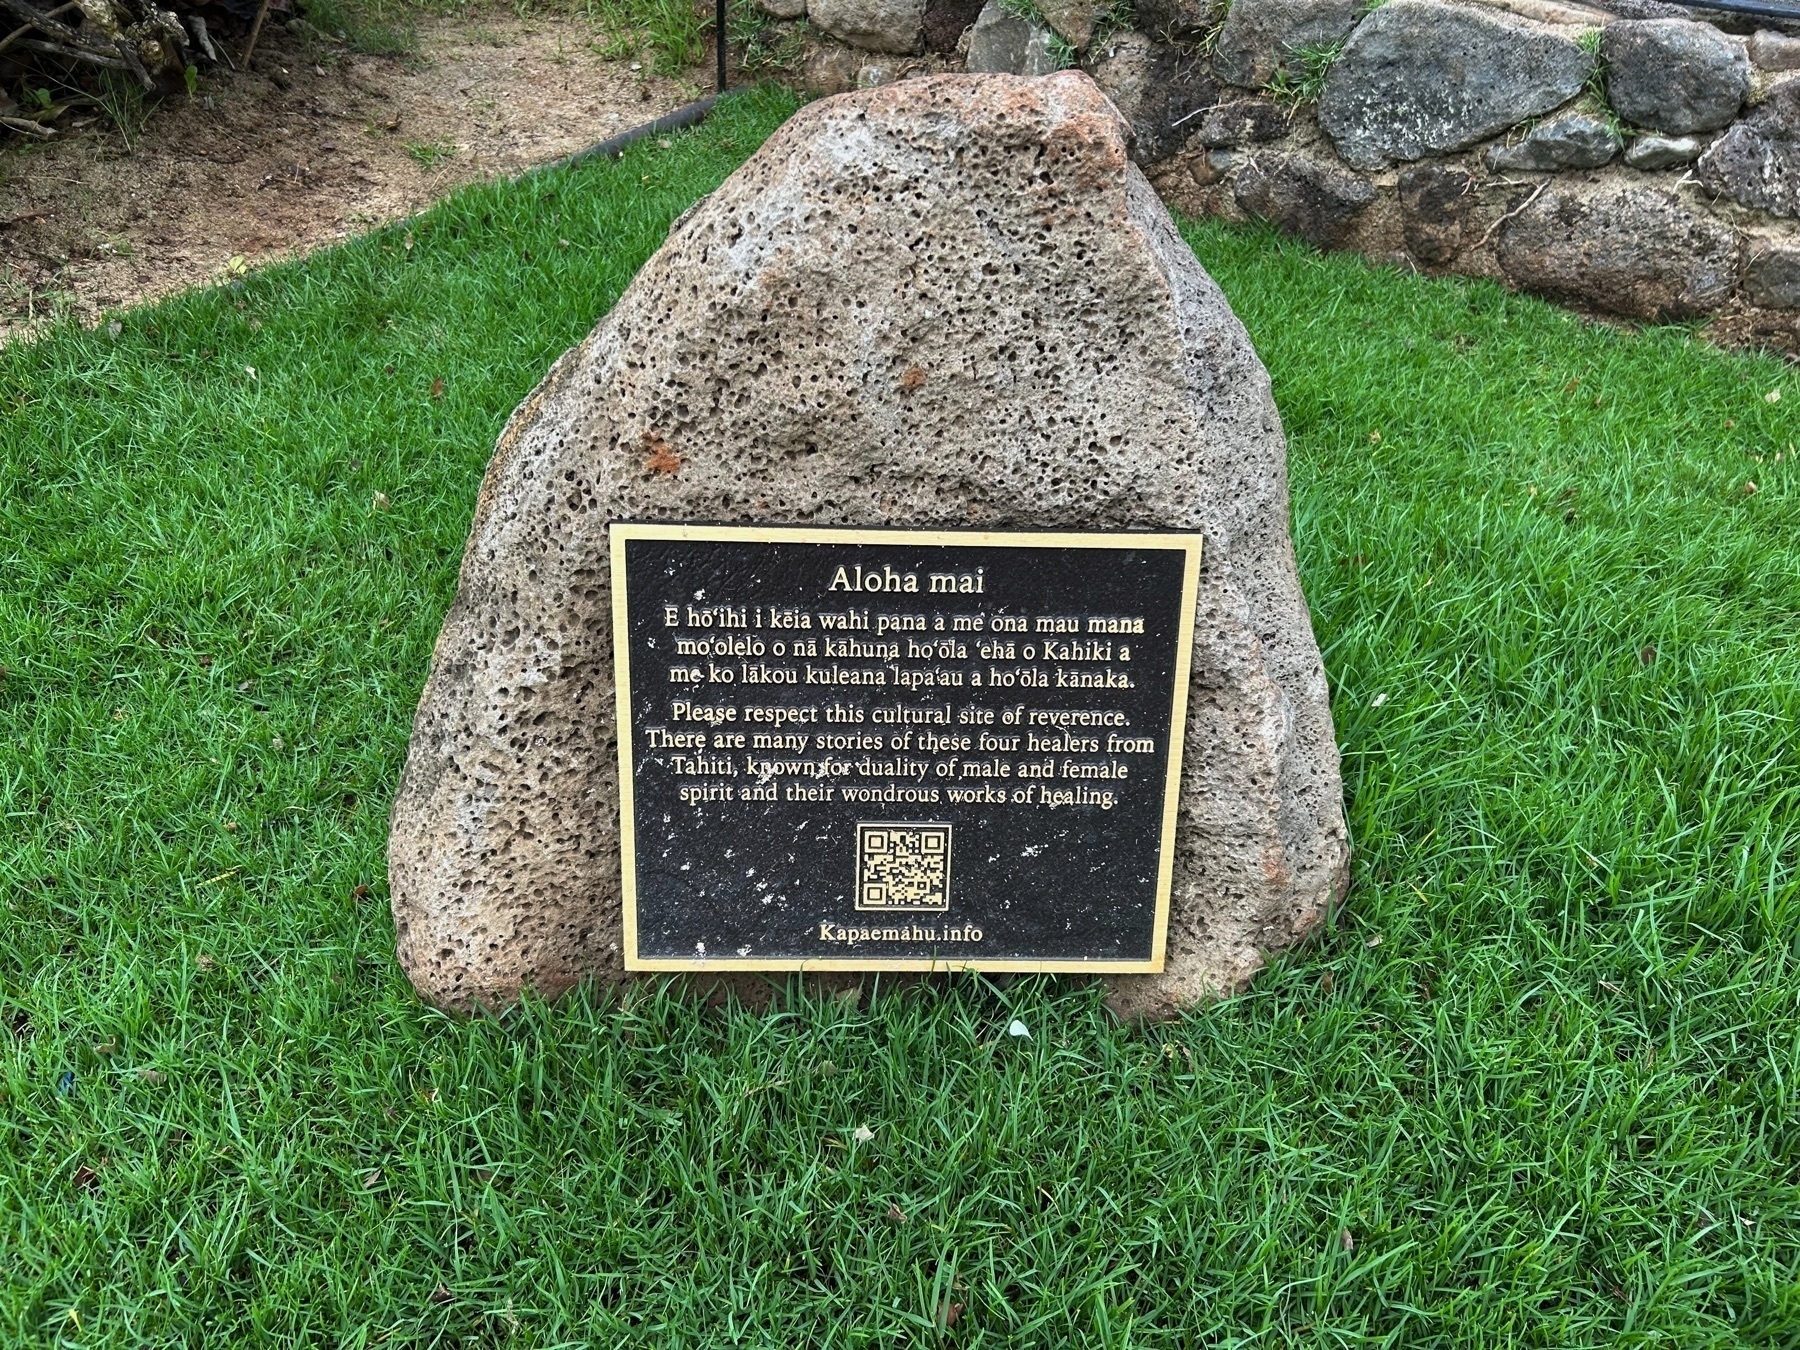 Aloha mai
E hōʻihi i kēia wahi pana a me ona mau mana
moʻolelo o nā kāhuna hoʻōla ʻehā o Kahiki a
me ko lākou kuleana lapaʻau a hoʻōla kānaka.
Please respect this cultural site of reverence.
There are many stories of these four healers from
Tahiti, known for duality of male and female
spirit and their wondrous works of healing.
Kapaemahu.info